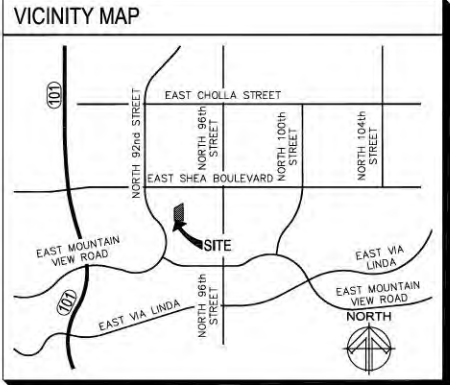 VICINITY MAP
101
EAST CHOLLA STREET
NORTH 92nd STREET
NORTH 96th
STREET
NORTH 100th
STREET
NORTH 104th
STREET
EAST SHEA BOULEVARD
SITE
EAST MOUNTAIN
VIEW ROAD
EAST VIA
LINDA
101
EAST VIA LINDA
NORTH 96th
STREET
EAST MOUNTAIN
VIEW ROAD
NORTH